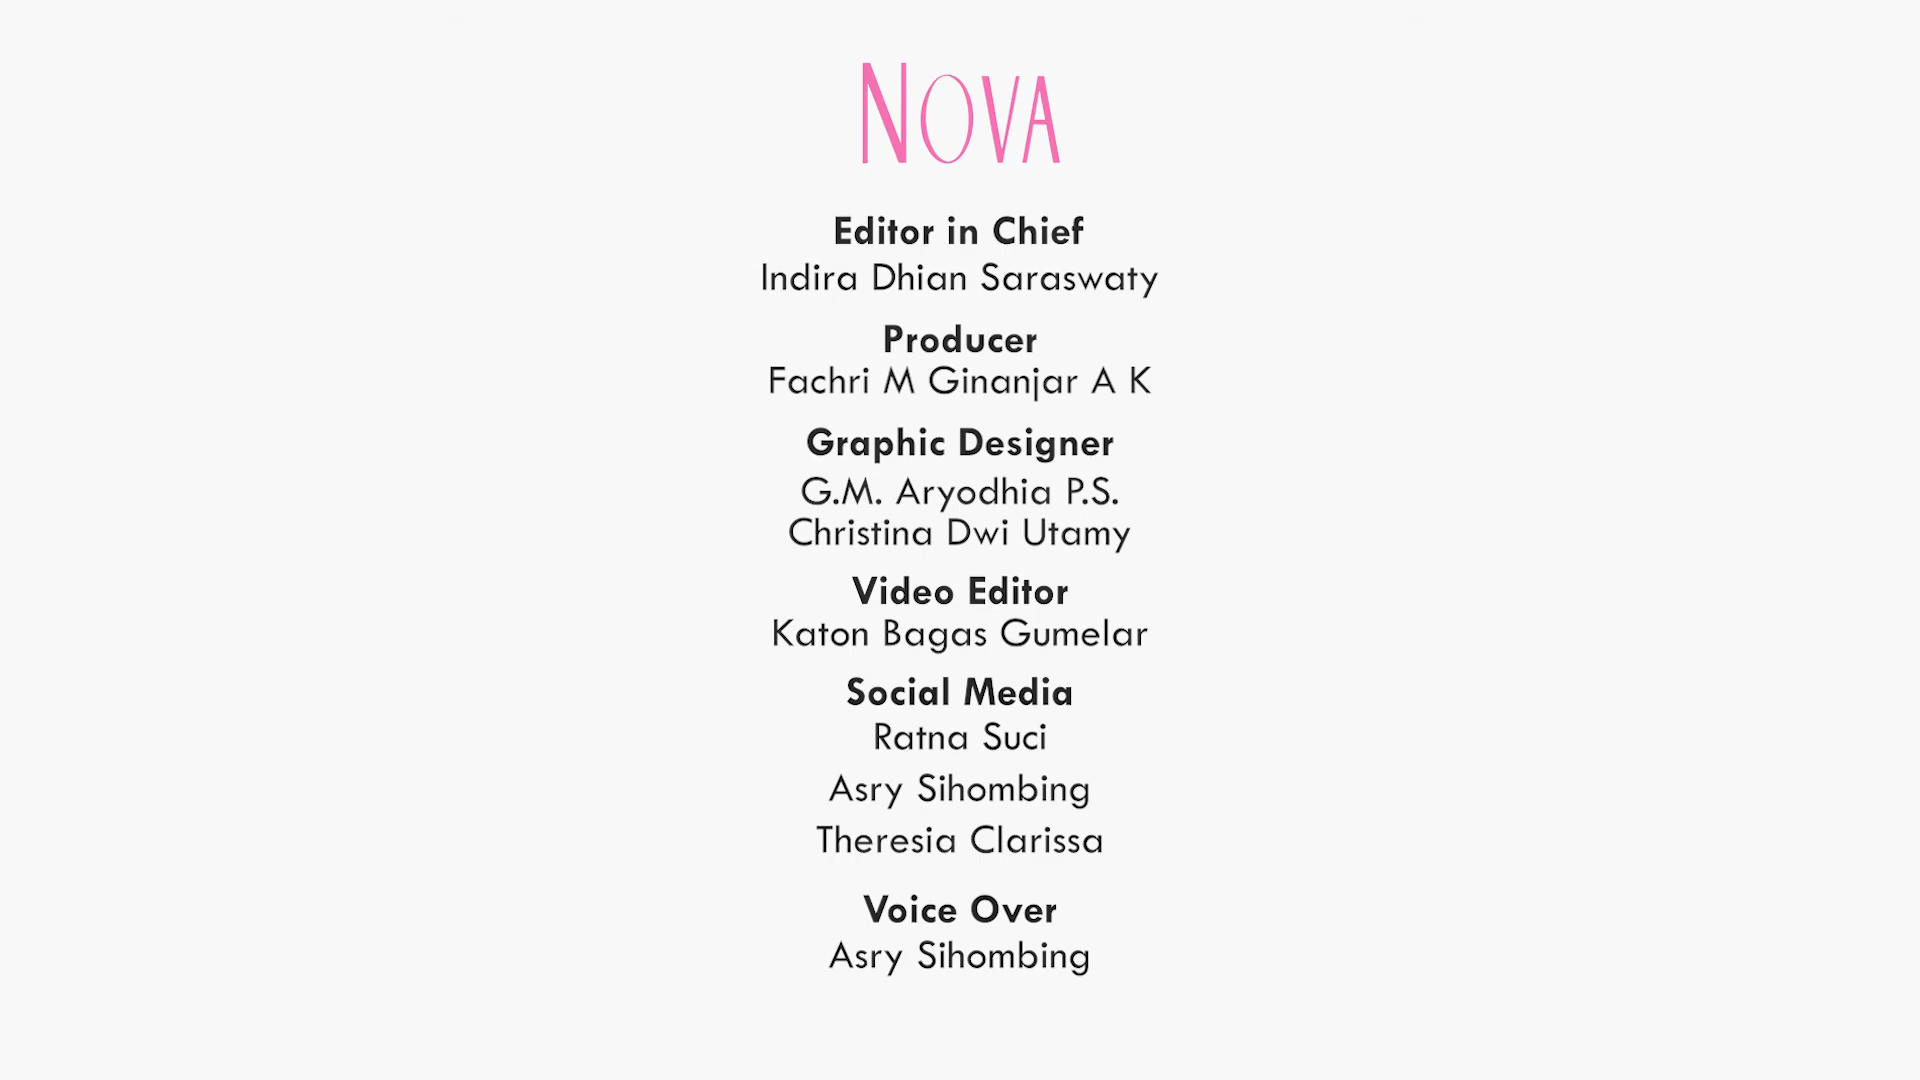 NOVA
Editor in Chief
Indira Dhian Saraswaty
Producer
Fachri M Ginanjar A K
Graphic Designer
G.M. Aryodhia P.S.
Christina Dwi Utamy
Video Editor
Katon Bagas Gumelar
Social Media
Ratna Suci
Asry Sihombing
Theresia Clarissa
Voice Over
Asry Sihombing